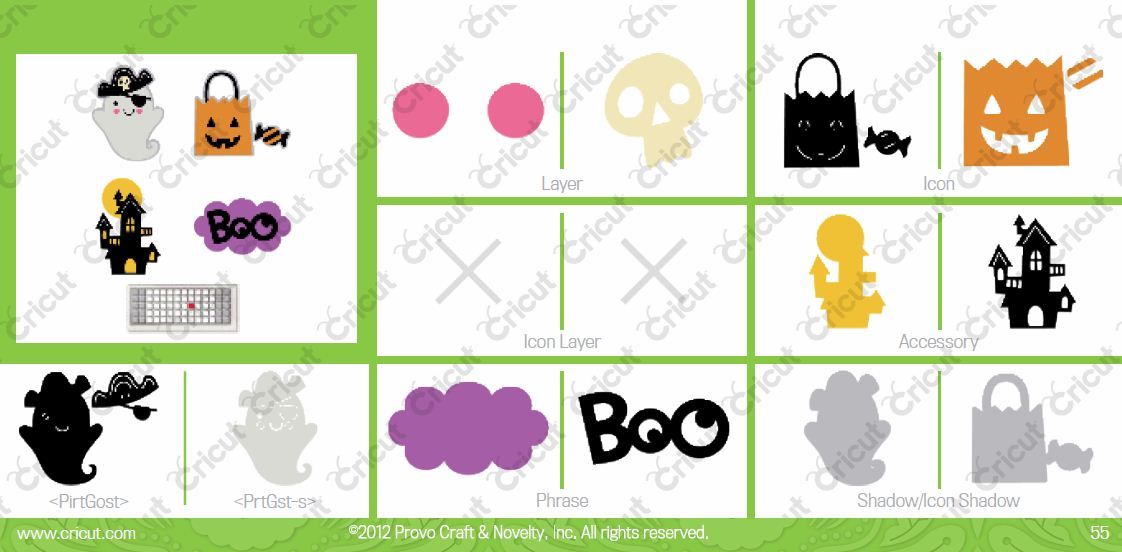 Layer
Icon
BOO
Icon Layer
Accessory
BOO
<PirtGost>
<PrtGst-s>
Phrase
Shadow/Icon Shadow
www.cricut.com
©2012 Provo Craft & Novelty, Inc. All rights reserved.
55
Cricut